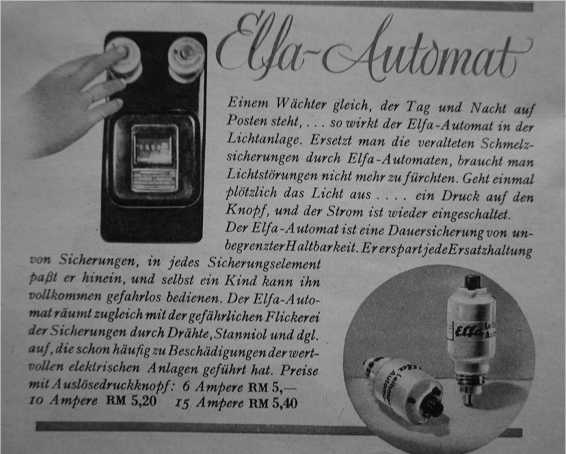 Elfa-Automat
Einem Wächter gleich, der Tag und Nacht auf
Posten steht, ... so wirkt der Elfa-Automat in der
Lichtanlage. Ersetzt man die veralteten Schmelz-
sicherungen durch Elfa-Automaten, braucht man
Lichtstörungen nicht mehr zu fürchten. Geht einmal
plötzlich das Licht aus .... ein Druck auf den
Knopf, und der Strom ist wieder eingeschaltet.
Der Elfa-Automat ist eine Dauersicherung von un-
begrenzter Haltbarkeit. Er erspart jede Ersatzhaltung
von Sicherungen, in jedes Sicherungselement
paßt er hinein, und selbst ein Kind kann ihn
vollkommen gefahrlos bedienen. Der Elfa-Auto-
mat räumt zugleich mit der gefährlichen Flickerei
der Sicherungen durch Drähte, Stanniol und dgl.
auf, die schon häufig zu Beschädigungen der wert-
vollen elektrischen Anlagen geführt hat. Preise
mit Auslösedruckknopf: 6 Ampere RM 5,—
10 Ampere RM 5,20 15 Ampere RM 5,40
Elfa